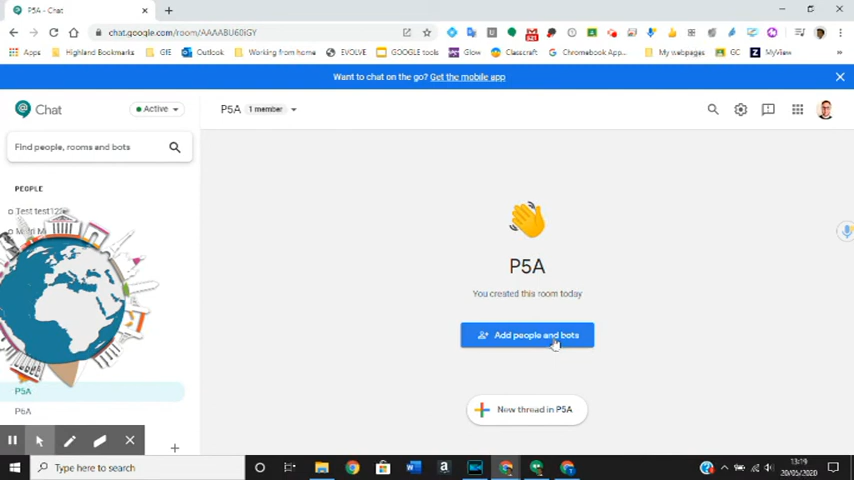 P5A - Chat
chat.google.com/room/AAAABU60iGY
Apps Highland Bookmarks GIE Outlook Working from home EVOLVE GOOGLE tools Glow Classcraft Chromebook App... My webpages GC MyView
Want to chat on the go? Get the mobile app
Chat Active P5A 1 member
Find people, rooms and bots
PEOPLE
Test test12
P5A
You created this room today
Add people and bots
P5A
New thread in P5A
P6A
Type here to search
13:19
20/05/2020